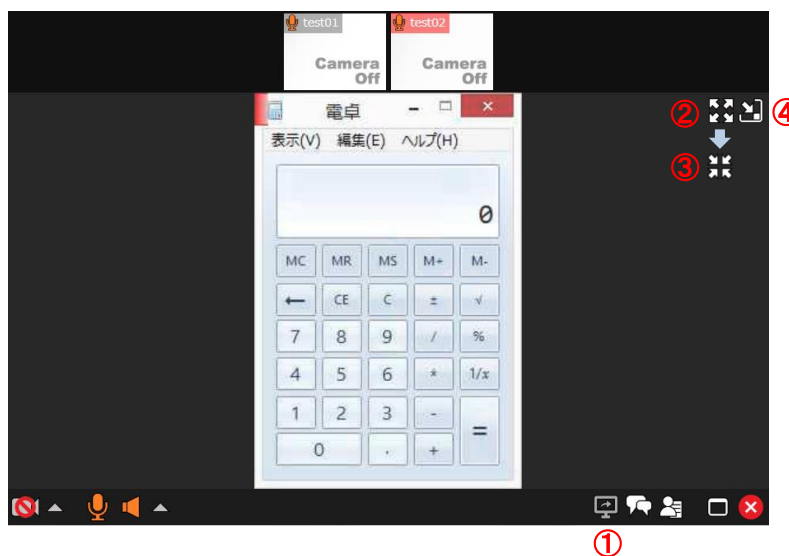 test01 test02
Camera Off Camera Off
電卓
表示(V) 編集(E) ヘルプ(H)
② ④
③
0
MC MR MS M+ M-
← CE C ± √
7 8 9 / %
4 5 6 * 1/x
1 2 3 - =
0 . +
①